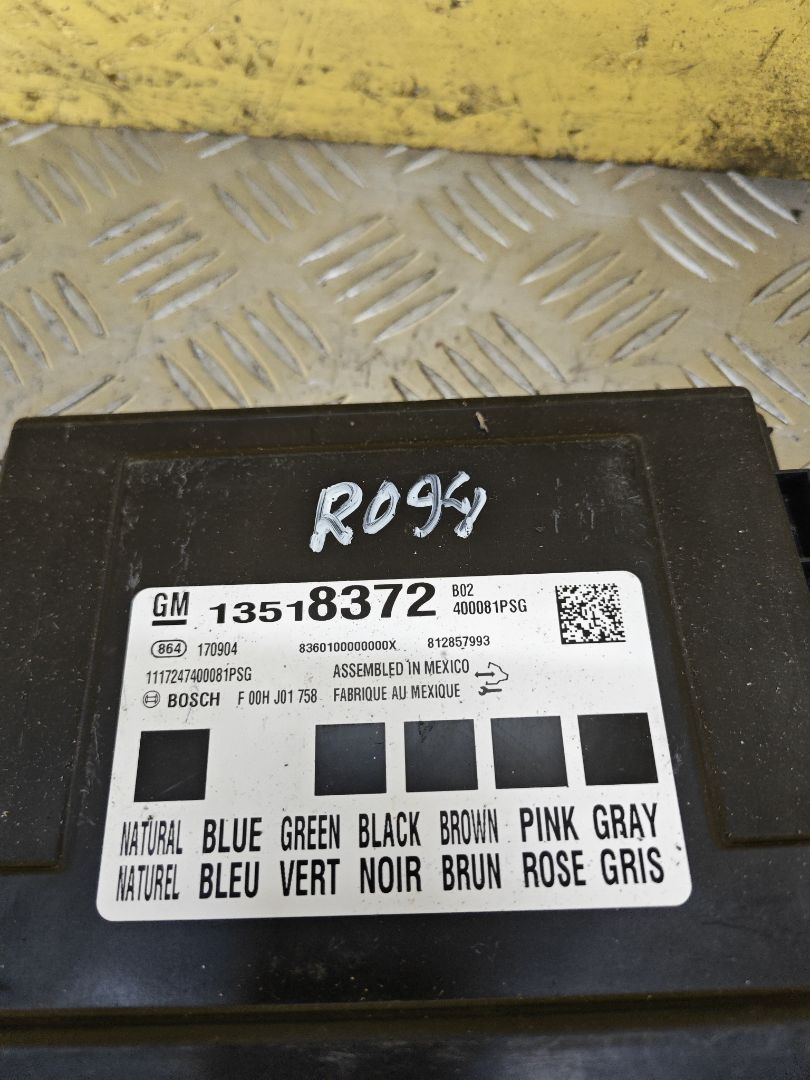 R094
GM 13518372 B02
400081PSG
864 170904 8360100000000X 812857993
1117247400081PSG ASSEMBLED IN MEXICO
BOSCH F 00H J01 758 FABRIQUE AU MEXIQUE
NATURAL BLUE GREEN BLACK BROWN PINK GRAY
NATUREL BLEU VERT NOIR BRUN ROSE GRIS